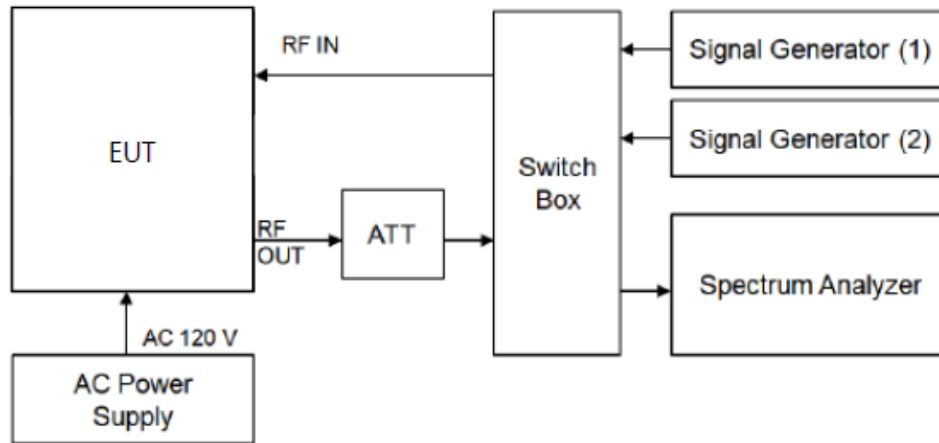 RF IN
Signal Generator (1)
EUT
Signal Generator (2)
Switch
Box
RF
OUT
ATT
Spectrum Analyzer
AC 120 V
AC Power
Supply